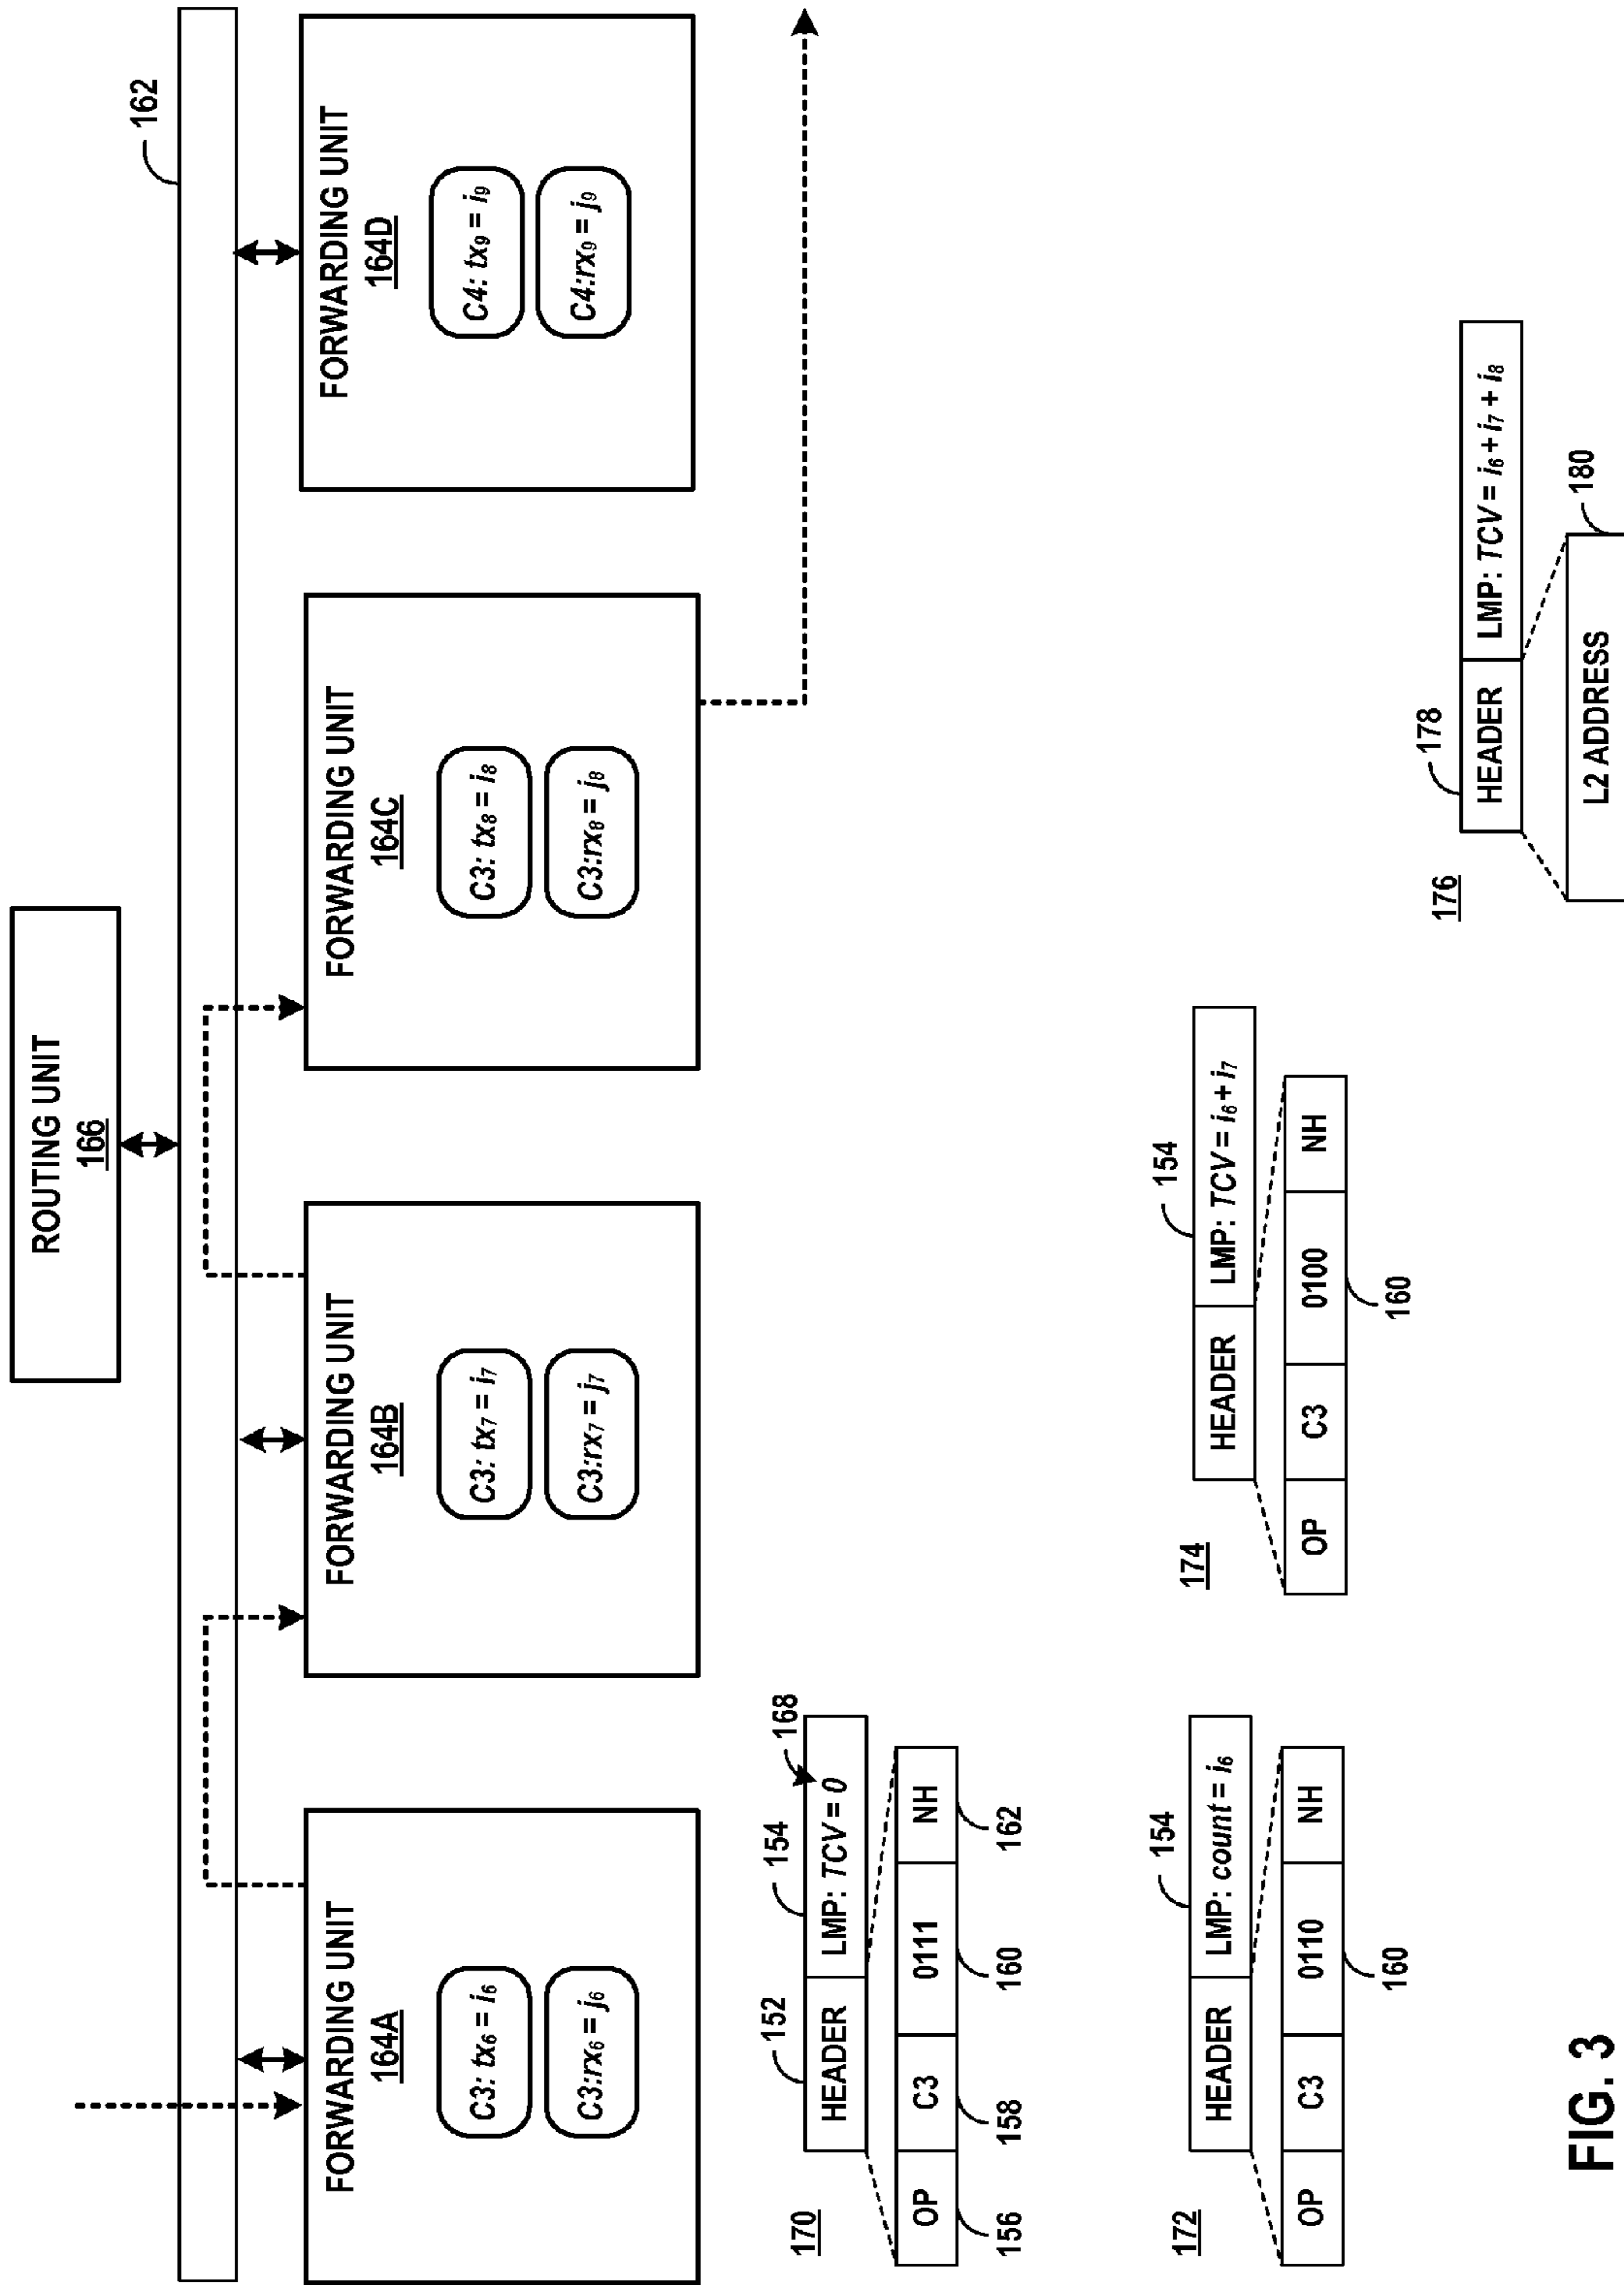 ROUTING UNIT
166
162
FORWARDING UNIT
164A
C3: tx₆ = i₆
C3:rx₆ = j₆
FORWARDING UNIT
164B
C3: tx₇ = i₇
C3:rx₇ = j₇
FORWARDING UNIT
164C
C3: tx₈ = i₈
C3:rx₈ = j₈
FORWARDING UNIT
164D
C4: tx₉ = i₉
C4:rx₉ = j₉
170
152
154
168
HEADER
LMP: TCV = 0
OP
C3
0111
NH
156
158
160
162
172
154
HEADER
LMP: count = i₆
OP
C3
0110
NH
160
174
154
HEADER
LMP: TCV = i₆ + i₇
OP
C3
0100
NH
160
176
178
HEADER
LMP: TCV = i₆ + i₇ + i₈
180
L2 ADDRESS
FIG. 3